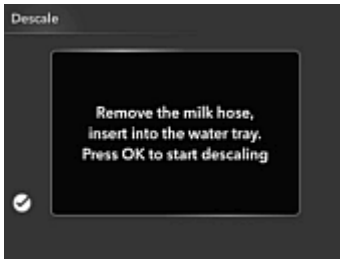 Descale
Remove the milk hose,
insert into the water tray.
Press OK to start descaling